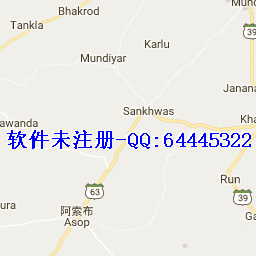 Bhakrod
Tankla
Mundiyar
Karlu
Mun
39
Janana
Sankhwas
Kha
awanda
软件未注册-QQ:64445322
63
Run
39
ura
阿索布
Asop
Ga